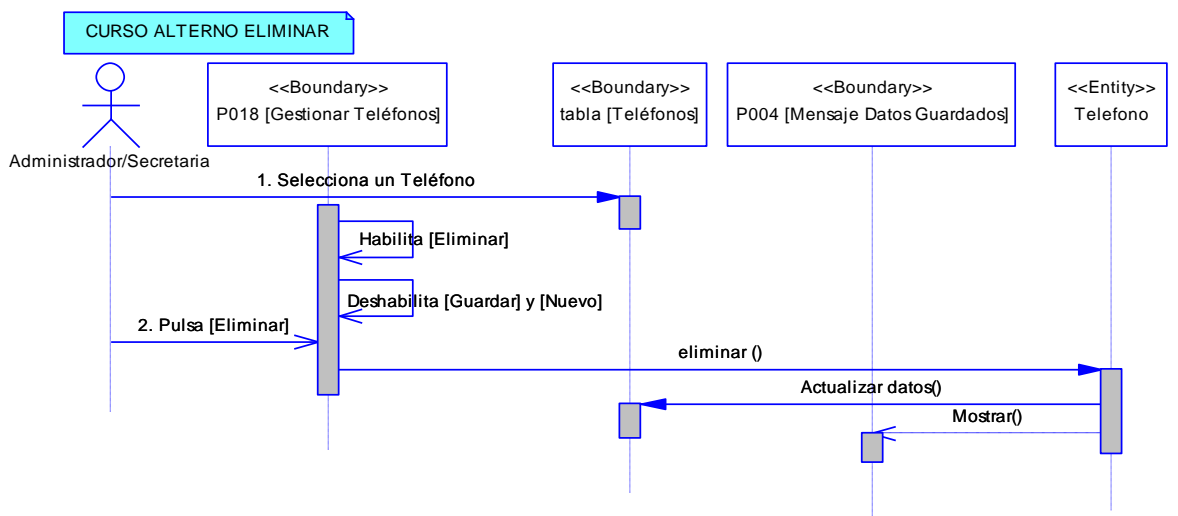 CURSO ALTERNO ELIMINAR
<<Boundary>>
P018 [Gestionar Teléfonos]
<<Boundary>>
tabla [Teléfonos]
<<Boundary>>
P004 [Mensaje Datos Guardados]
<<Entity>>
Telefono
Administrador/Secretaria
1. Selecciona un Teléfono
Habilita [Eliminar]
Deshabilita [Guardar] y [Nuevo]
2. Pulsa [Eliminar]
eliminar ()
Actualizar datos()
Mostrar()